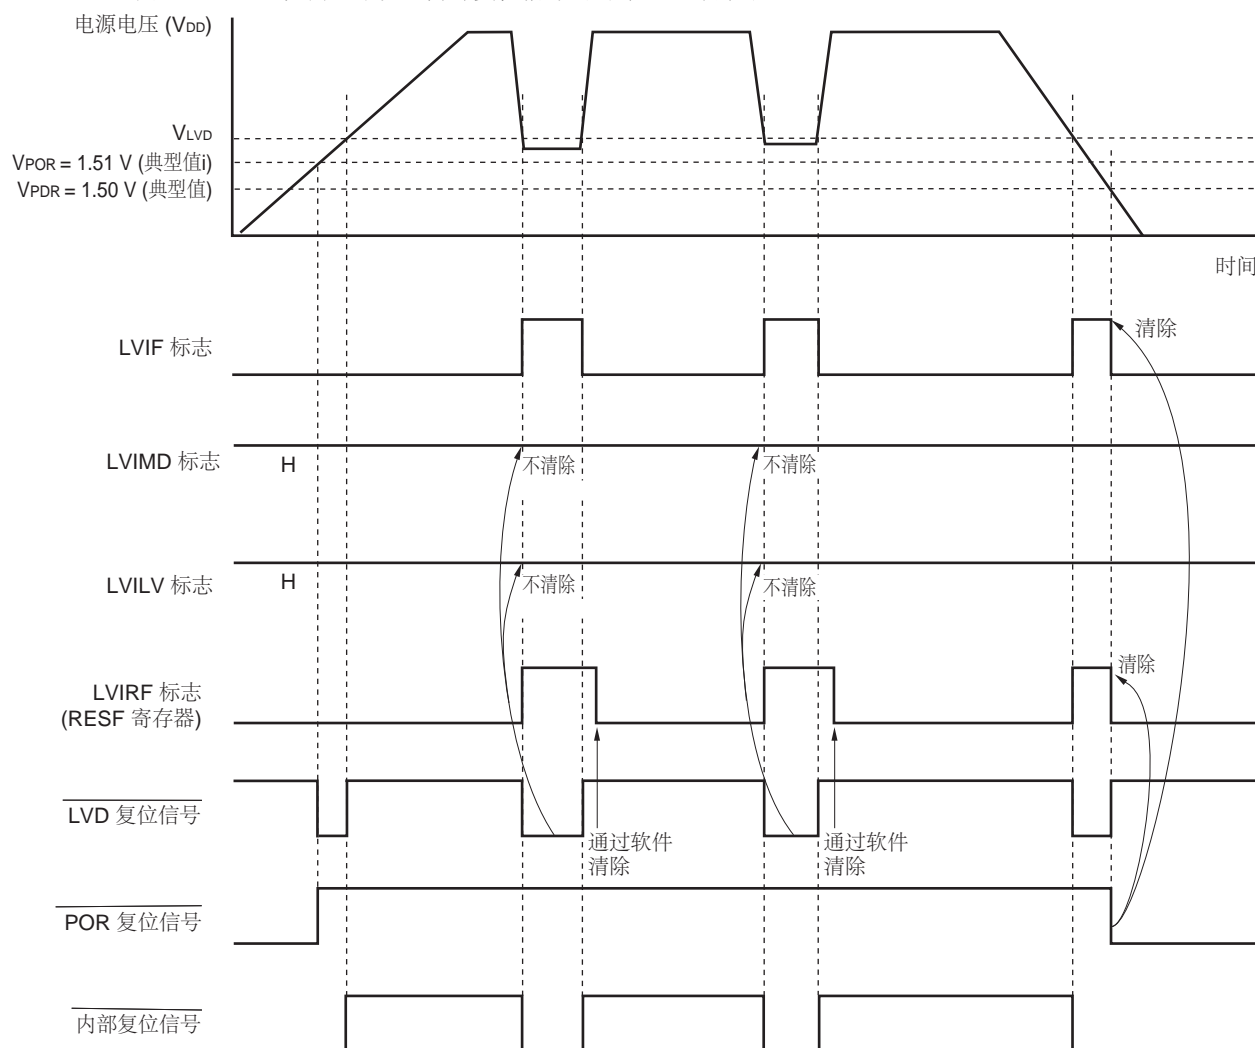 电源电压 (VDD)
VLVD
VPOR = 1.51 V (典型值i)
VPDR = 1.50 V (典型值)
时间
LVIF 标志
清除
LVIMD 标志
H
不清除
不清除
LVILV 标志
H
不清除
不清除
LVIRF 标志
(RESF 寄存器)
清除
LVD 复位信号
通过软件
清除
通过软件
清除
POR 复位信号
内部复位信号